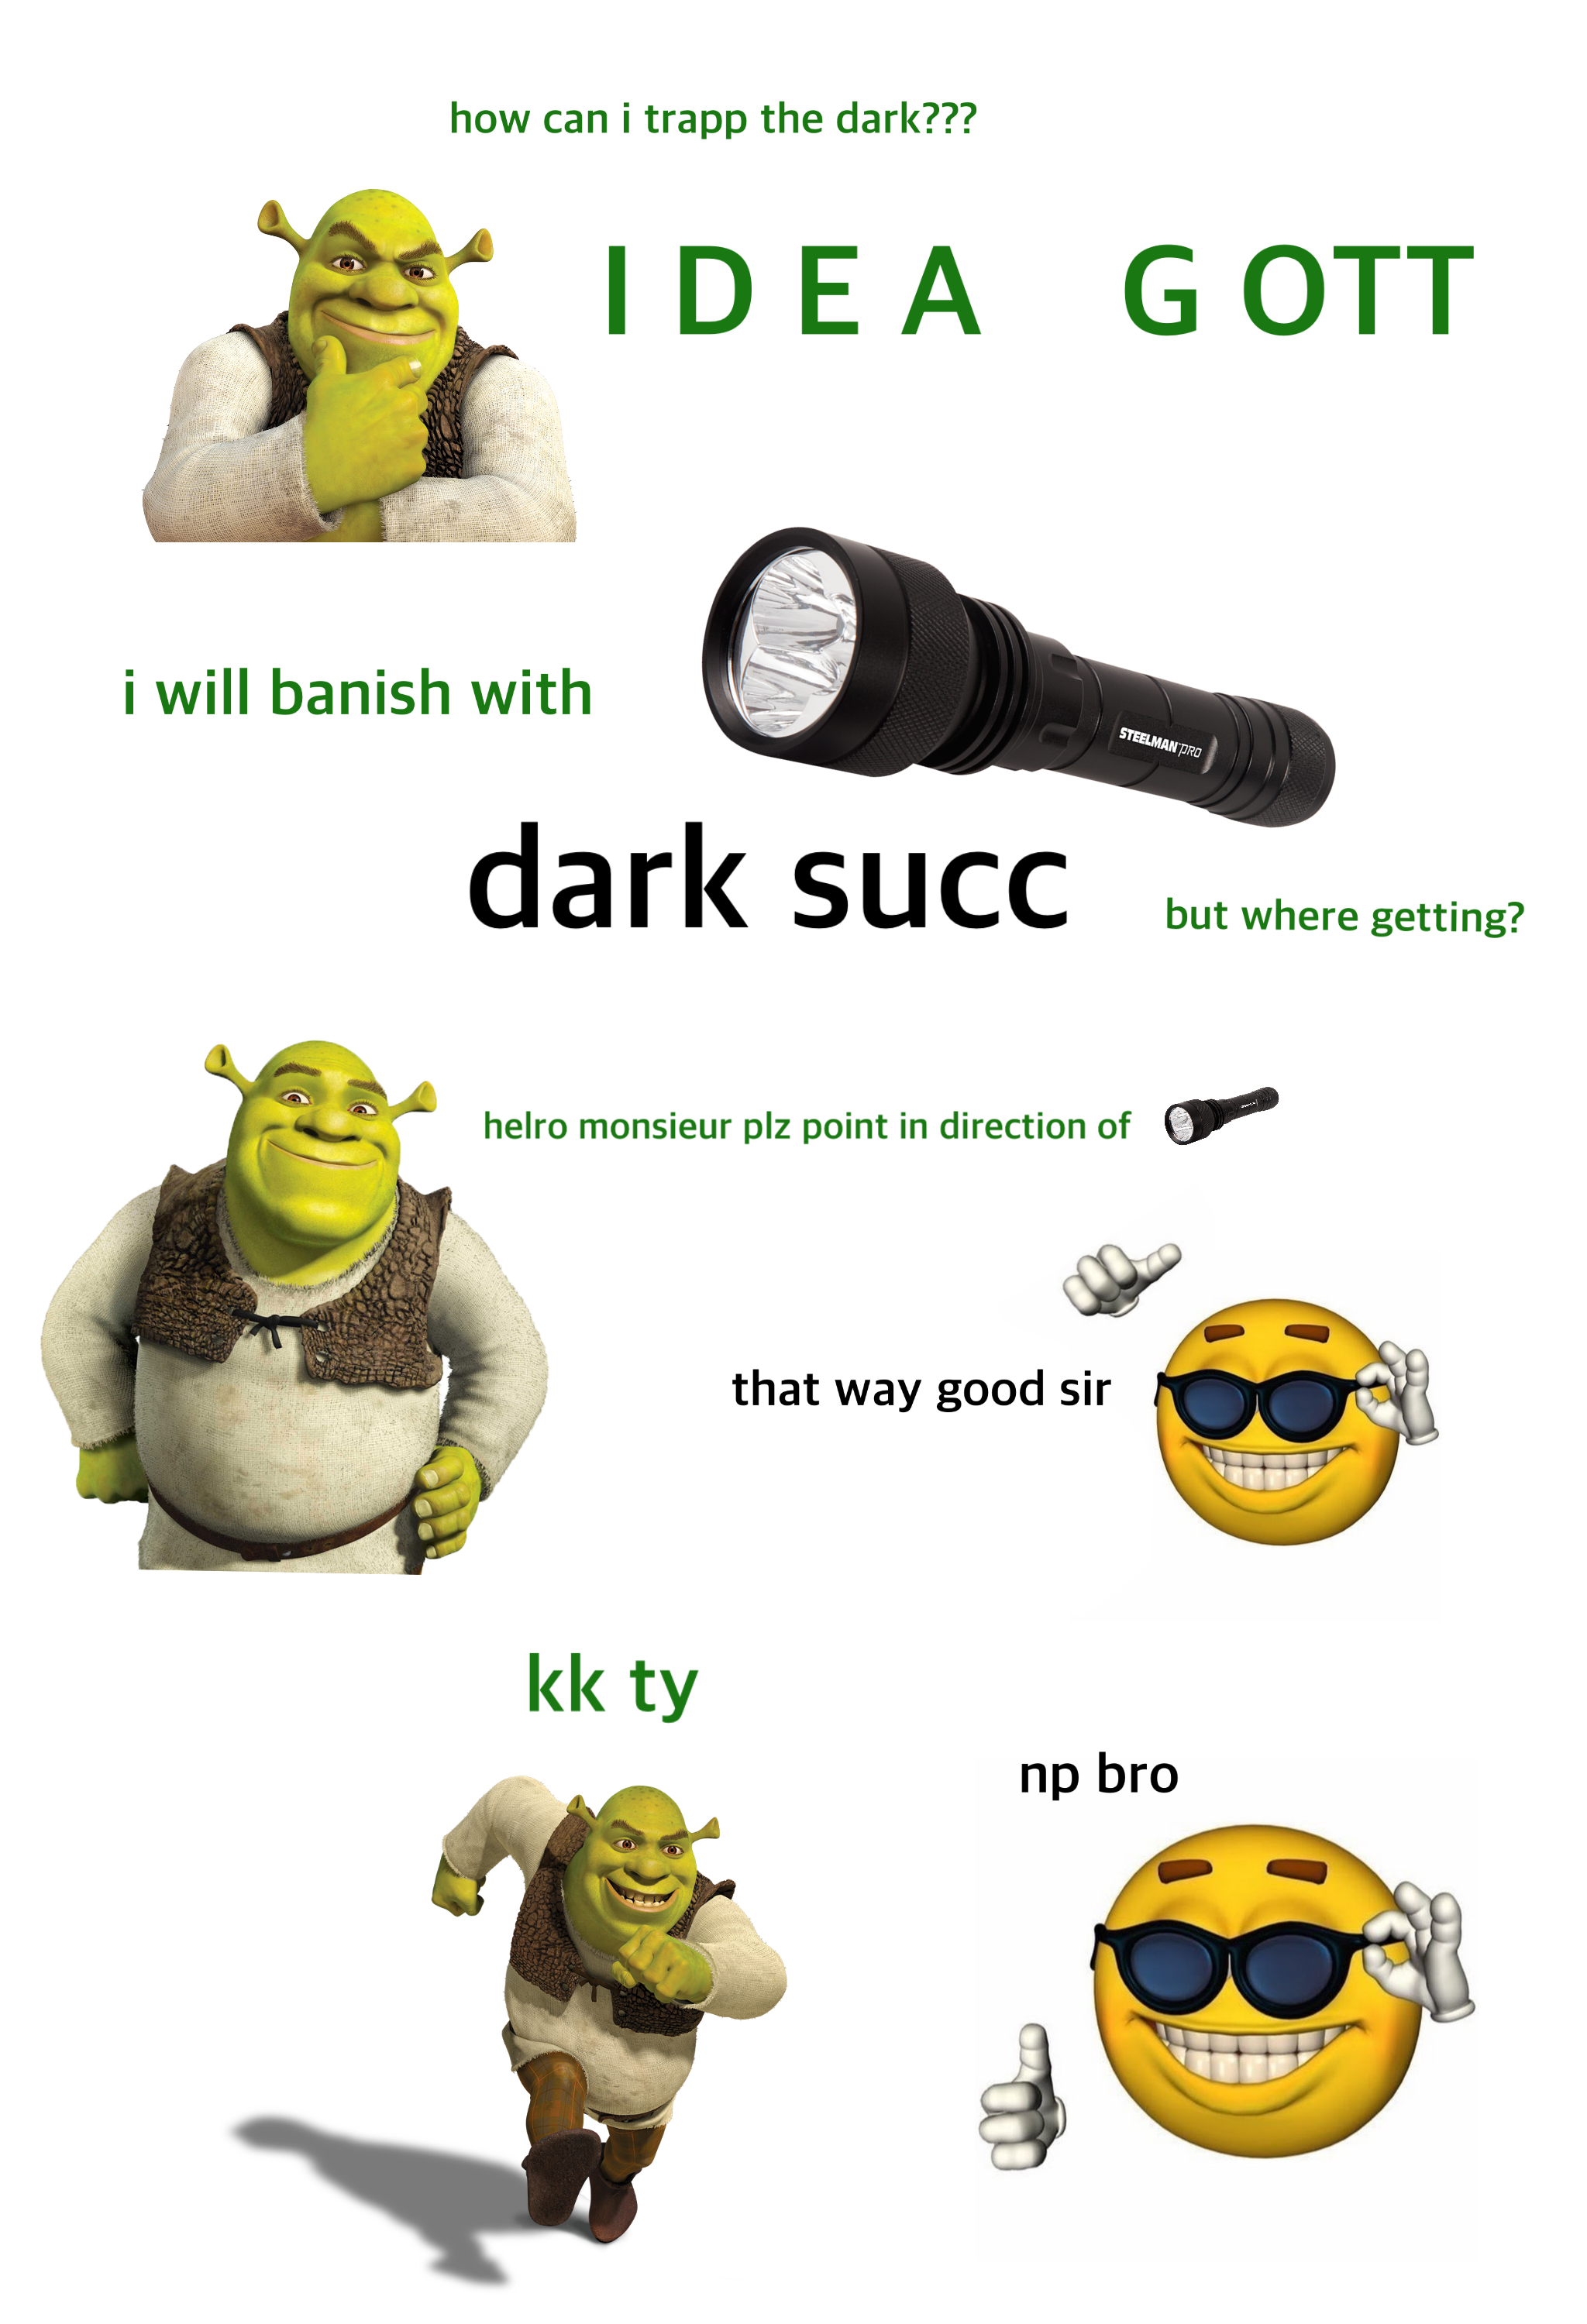 how can i trapp the dark???
I D E A G OTT
i will banish with
STEELMAN PRO
dark succ
but where getting?
helro monsieur plz point in direction of
that way good sir
kk ty
np bro